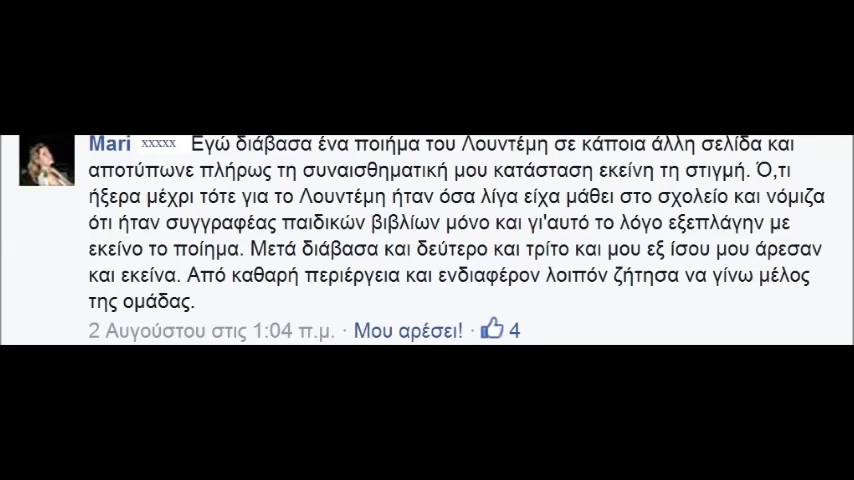 Mari xxxxx Εγώ διάβασα ένα ποιήμα του Λουντέμη σε κάποια άλλη σελίδα και
αποτύπωνε πλήρως τη συναισθηματική μου κατάσταση εκείνη τη στιγμή. Ό,τι
ήξερα μέχρι τότε για το Λουντέμη ήταν όσα λίγα είχα μάθει στο σχολείο και νόμιζα
ότι ήταν συγγραφέας παιδικών βιβλίων μόνο και γι'αυτό το λόγο εξεπλάγην με
εκείνο το ποίημα. Μετά διάβασα και δεύτερο και τρίτο και μου εξ ίσου μου άρεσαν
και εκείνα. Από καθαρή περιέργεια και ενδιαφέρον λοιπόν ζήτησα να γίνω μέλος
της ομάδας.
2 Αυγούστου στις 1:04 π.μ. · Μου αρέσει! · 4